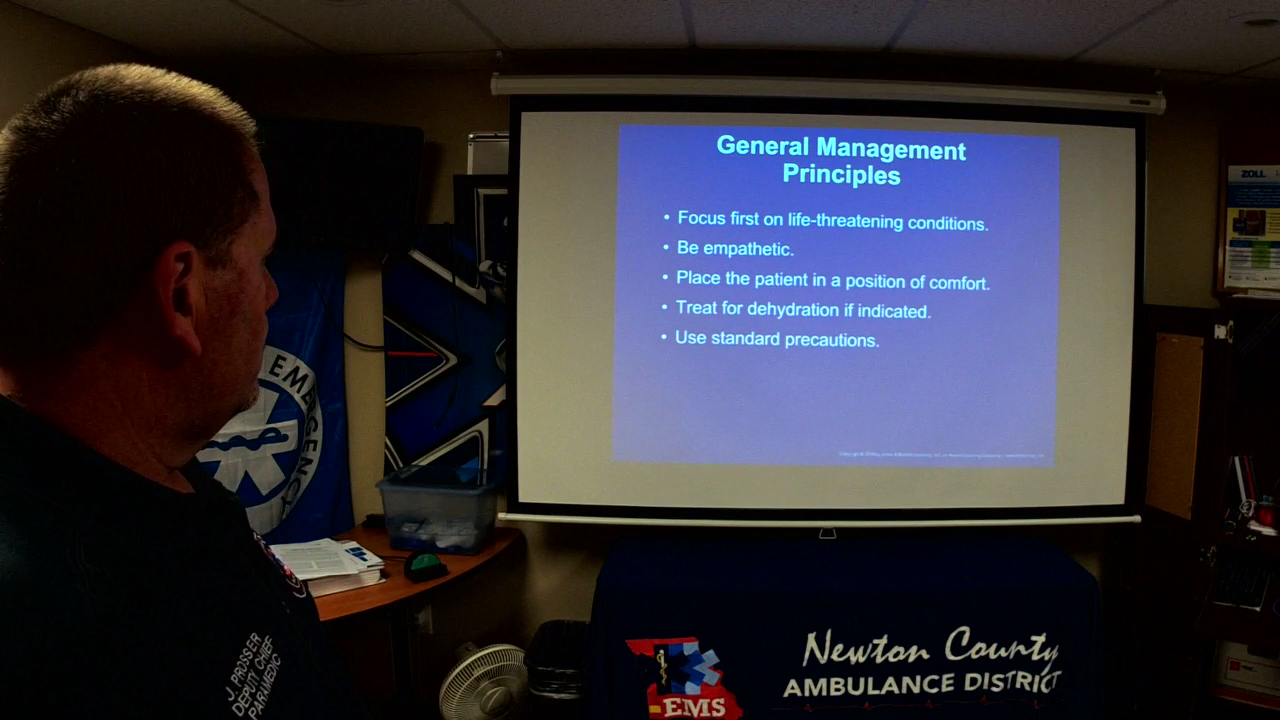 General Management
Principles
• Focus first on life-threatening conditions.
• Be empathetic.
• Place the patient in a position of comfort.
• Treat for dehydration if indicated.
• Use standard precautions.
ZOLL
EMERGENCY
J PROSSER
DEPUTY CHIEF
PARAMEDIC
EMS
Newton County
AMBULANCE DISTRICT